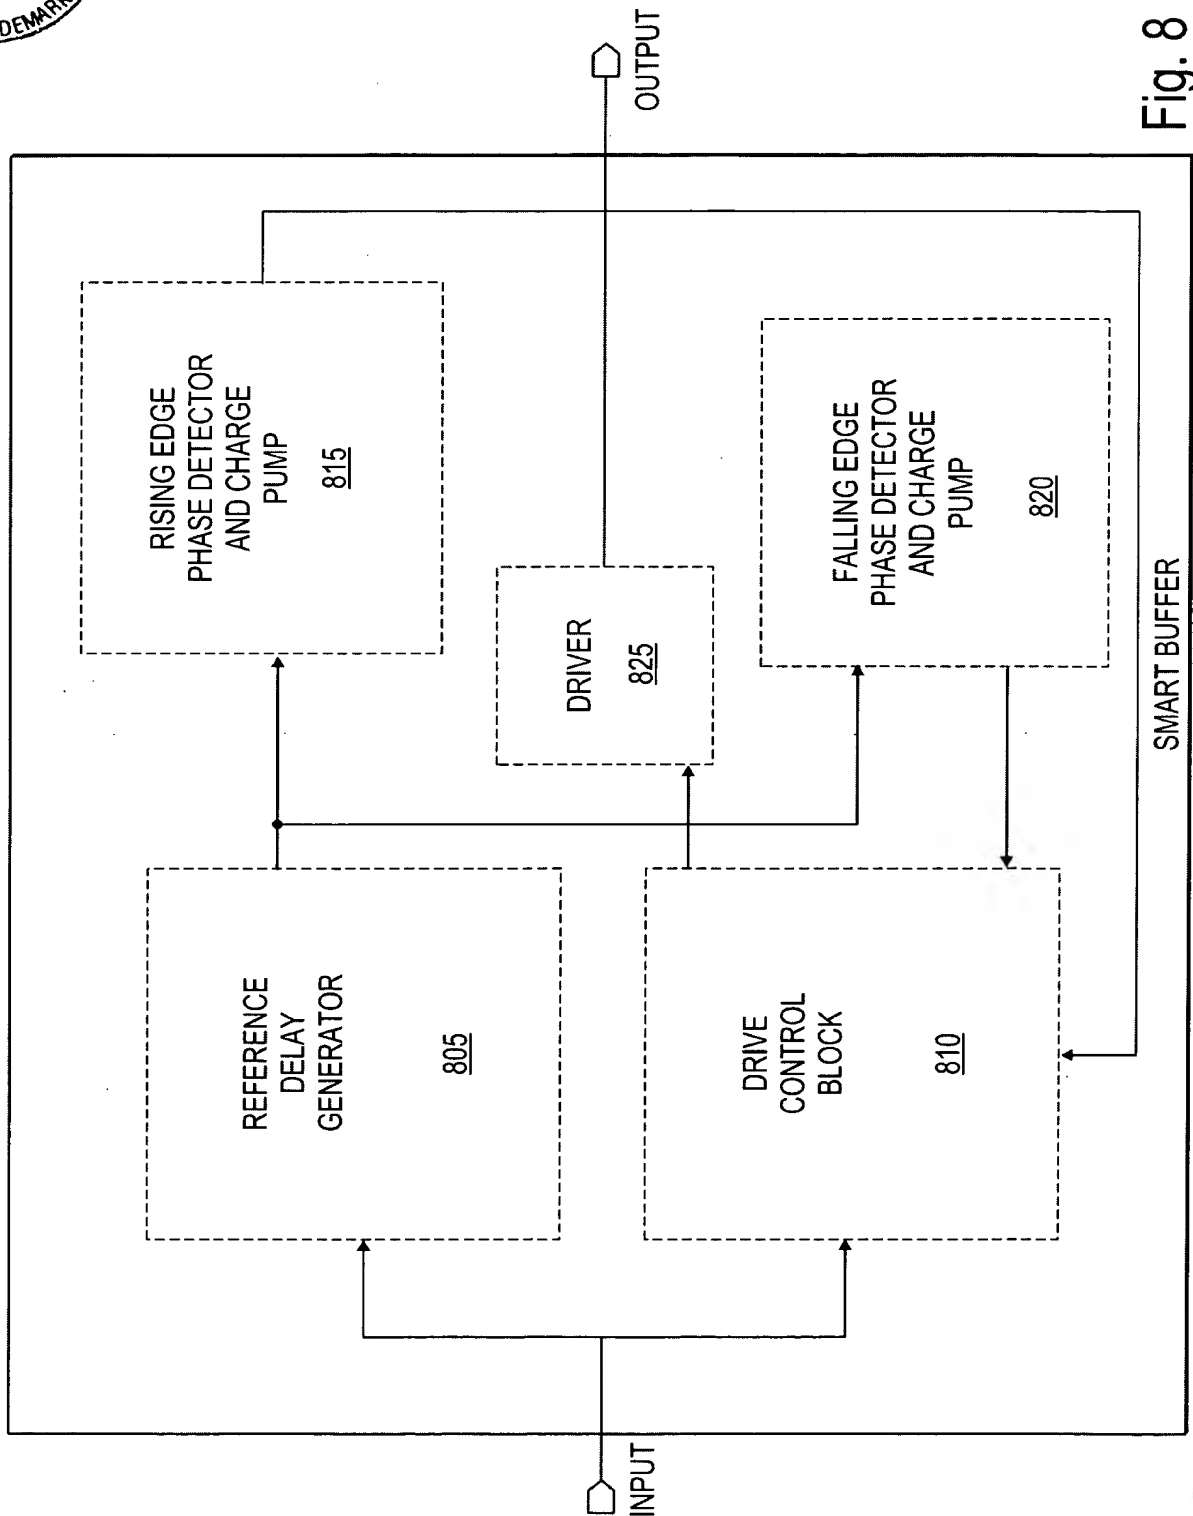 RISING EDGE
PHASE DETECTOR
AND CHARGE
PUMP
815
REFERENCE
DELAY
GENERATOR
805
DRIVER
825
OUTPUT
INPUT
DRIVE
CONTROL
BLOCK
810
FALLING EDGE
PHASE DETECTOR
AND CHARGE
PUMP
820
SMART BUFFER
Fig. 8